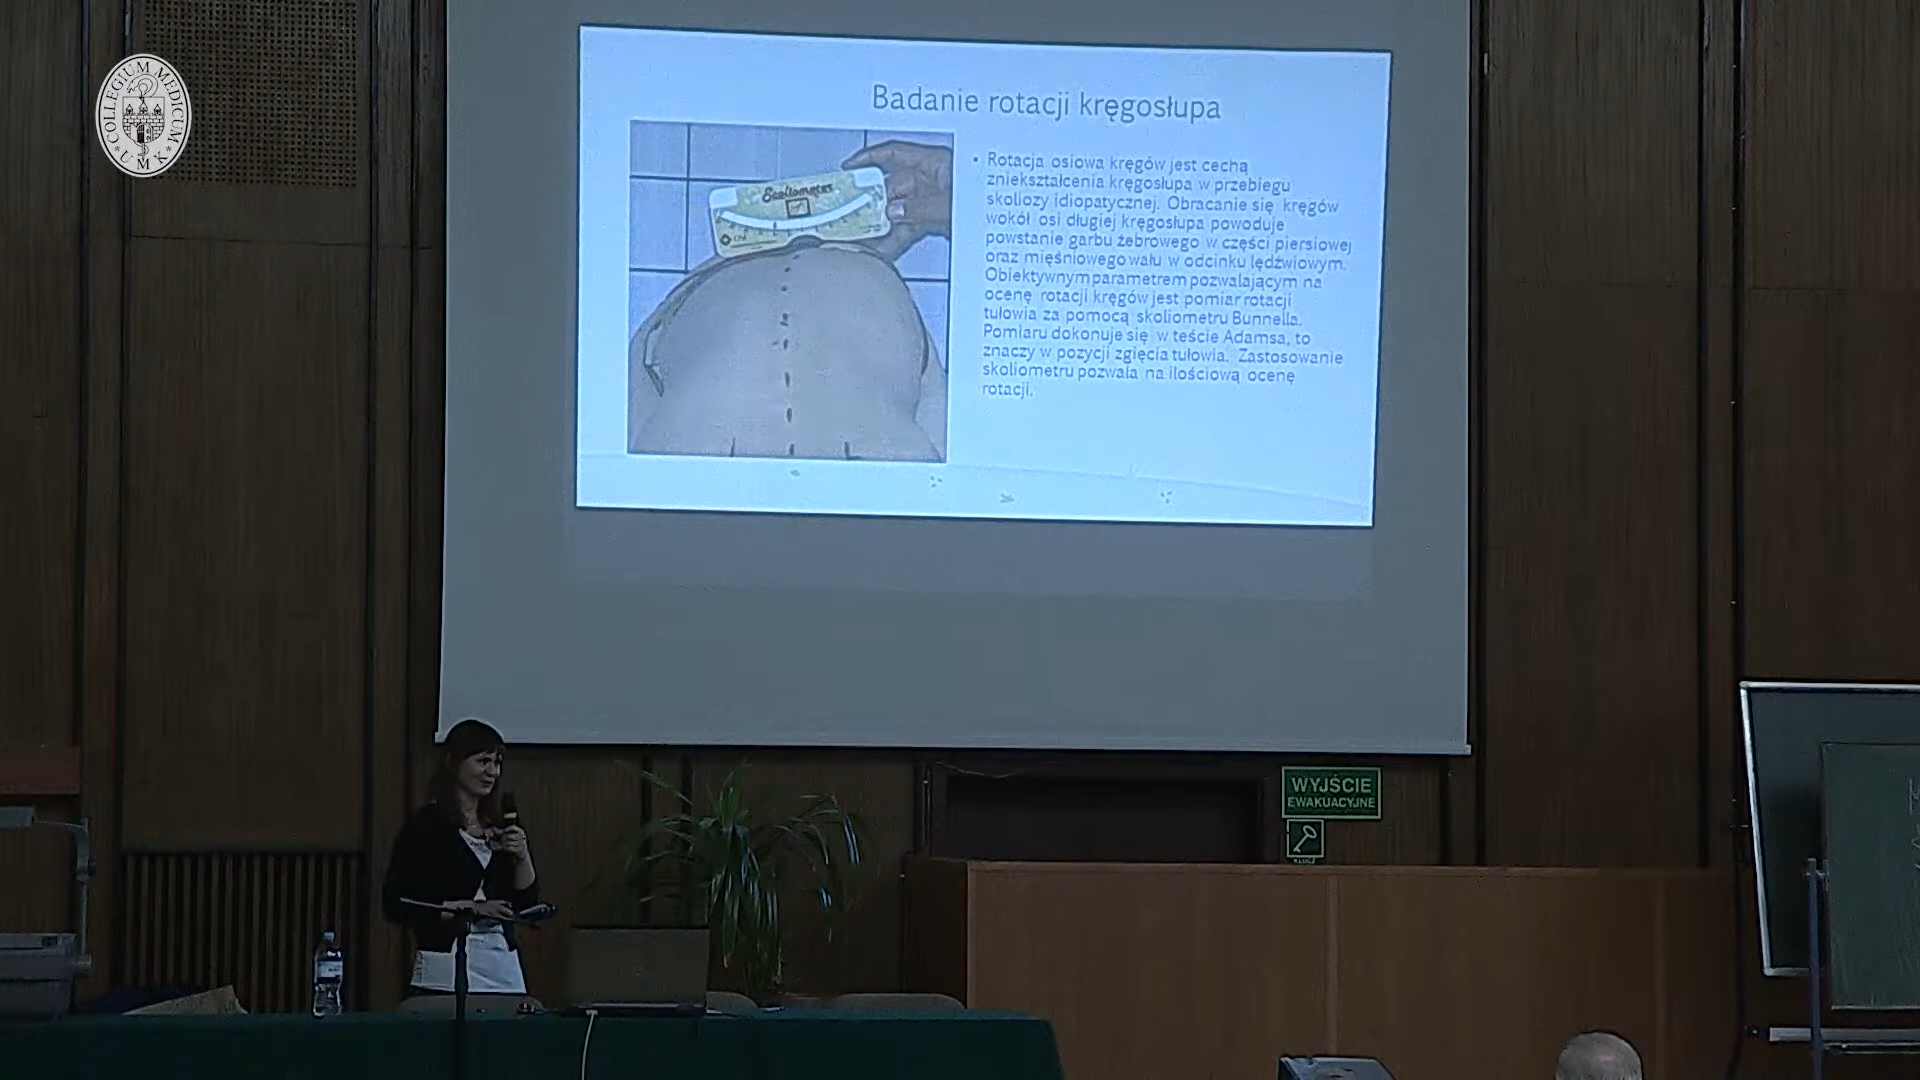 COLLEGIUM MEDICUM
UMK
Badanie rotacji kręgosłupa
Scoliometer
• Rotacja osiowa kręgów jest cechą
zniekształcenia kręgosłupa w przebiegu
skoliozy idiopatycznej. Obracanie się kręgów
wokół osi długiej kręgosłupa powoduje
powstanie garbu żebrowego w części piersiowej
oraz mięśniowego wału w odcinku lędźwiowym.
Obiektywnym parametrem pozwalającym na
ocenę rotacji kręgów jest pomiar rotacji
tułowia za pomocą skoliometru Bunnella.
Pomiaru dokonuje się w teście Adamsa, to
znaczy w pozycji zgięcia tułowia. Zastosowanie
skoliometru pozwala na ilościową ocenę
rotacji.
WYJŚCIE
EWAKUACYJNE
KLUCZ